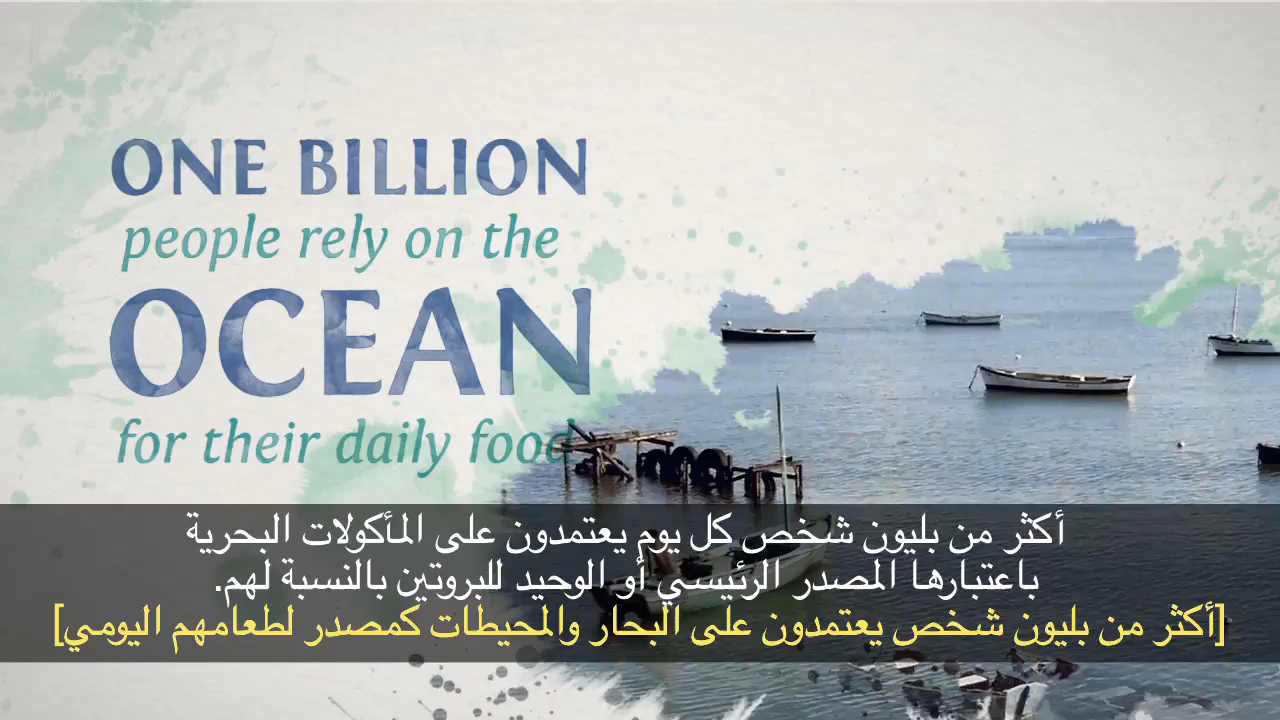 ONE BILLION
people rely on the
OCEAN
for their daily food
أكثر من بليون شخص كل يوم يعتمدون على المأكولات البحرية
باعتبارها المصدر الرئيسي أو الوحيد للبروتين بالنسبة لهم.
[أكثر من بليون شخص يعتمدون على البحار والمحيطات كمصدر لطعامهم اليومي]